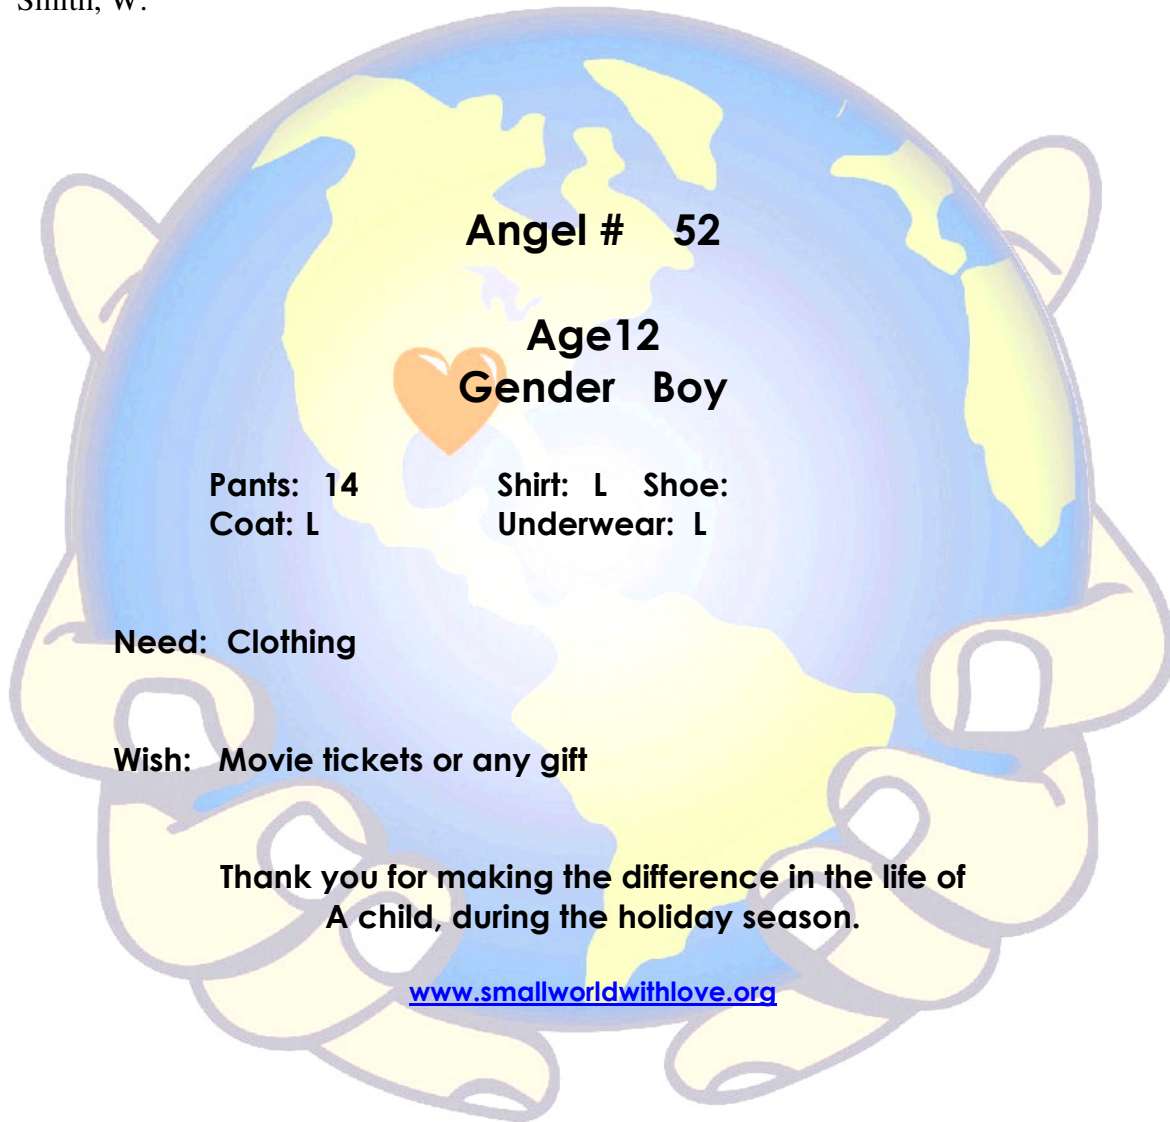 Smith, W.
Angel # 52
Age12
Gender Boy
Pants: 14 Shirt: L Shoe:
Coat: L Underwear: L
Need: Clothing
Wish: Movie tickets or any gift
Thank you for making the difference in the life of
A child, during the holiday season.
www.smallworldwithlove.org